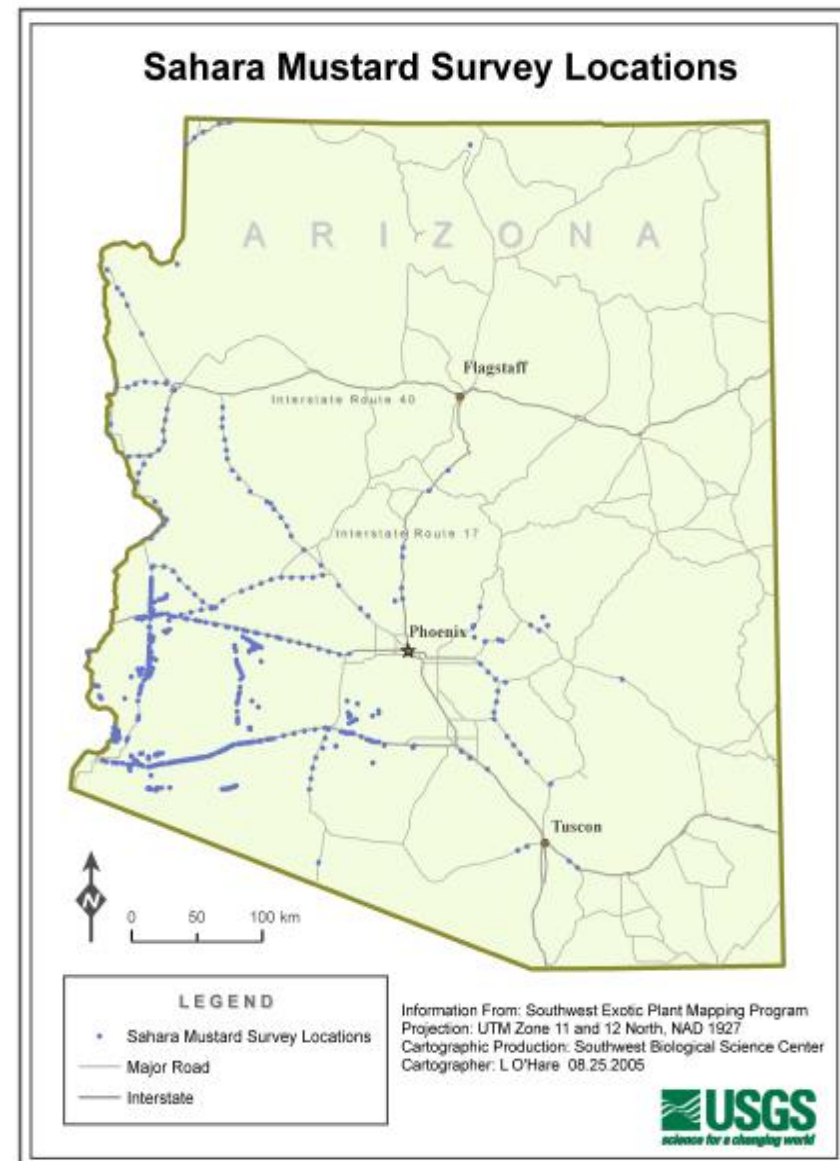 Sahara Mustard Survey Locations
A R I Z O N A
Flagstaff
Interstate Route 40
Interstate Route 17
Phoenix
Tuscon
N
0 50 100 km
LEGEND
Sahara Mustard Survey Locations
Major Road
Interstate
Information From: Southwest Exotic Plant Mapping Program
Projection: UTM Zone 11 and 12 North, NAD 1927
Cartographic Production: Southwest Biological Science Center
Cartographer: L O'Hare 08.25.2005
USGS
science for a changing world